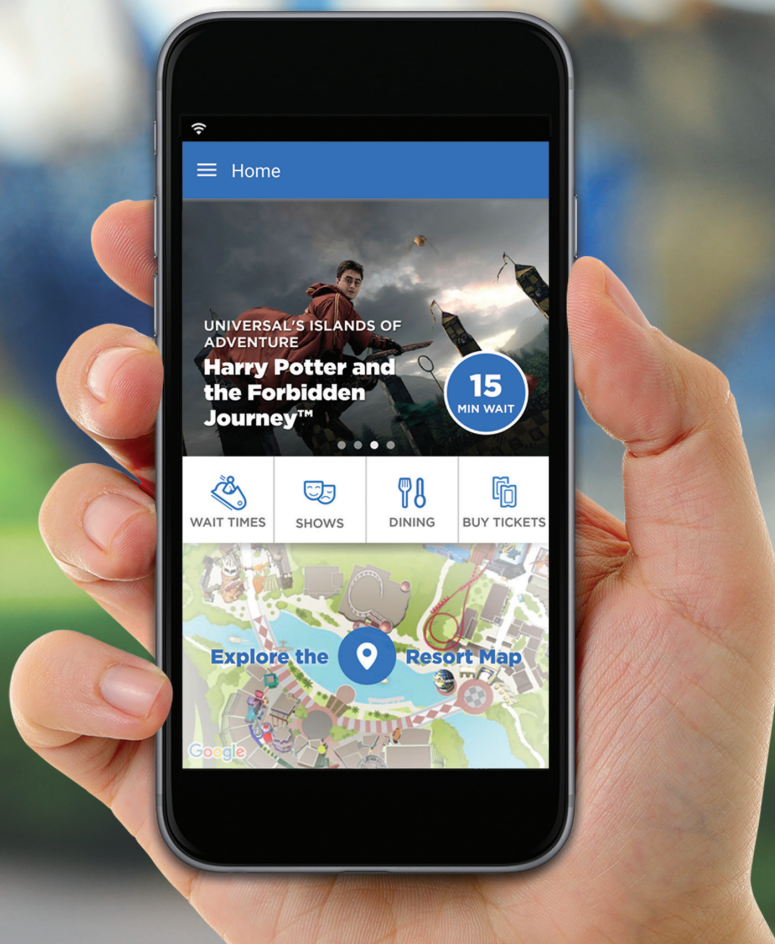 Home
UNIVERSAL'S ISLANDS OF
ADVENTURE
Harry Potter and
the Forbidden
Journey™
15
MIN WAIT
WAIT TIMES
SHOWS
DINING
BUY TICKETS
Explore the Resort Map
Google